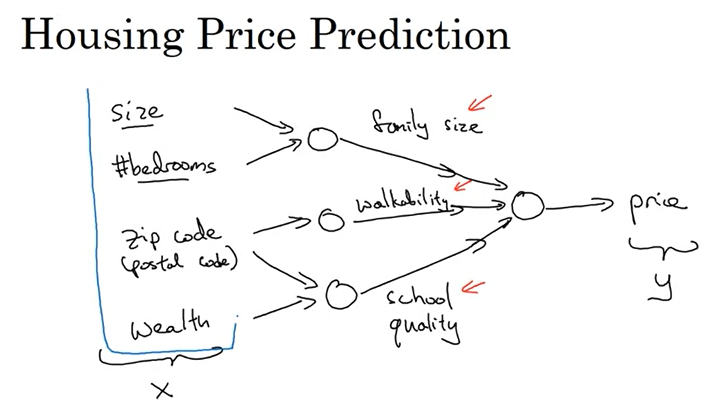 Housing Price Prediction
size
#bedrooms
zip code
(postal code)
wealth
family size
walkability
school
quality
price
x
y